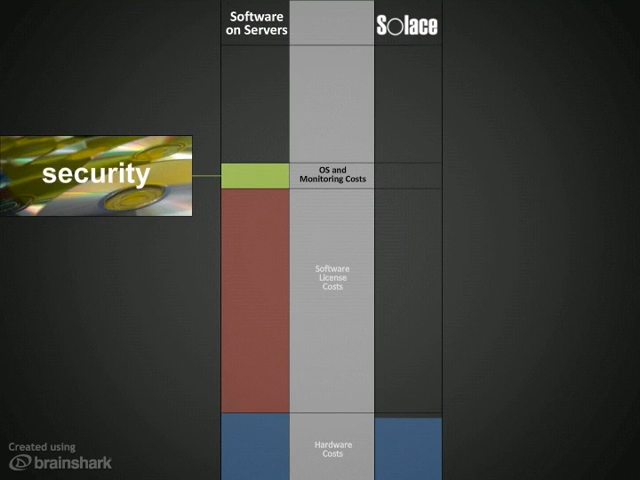 Software
on Servers
Solace
security
OS and
Monitoring Costs
Software
License
Costs
Hardware
Costs
Created using
brainshark